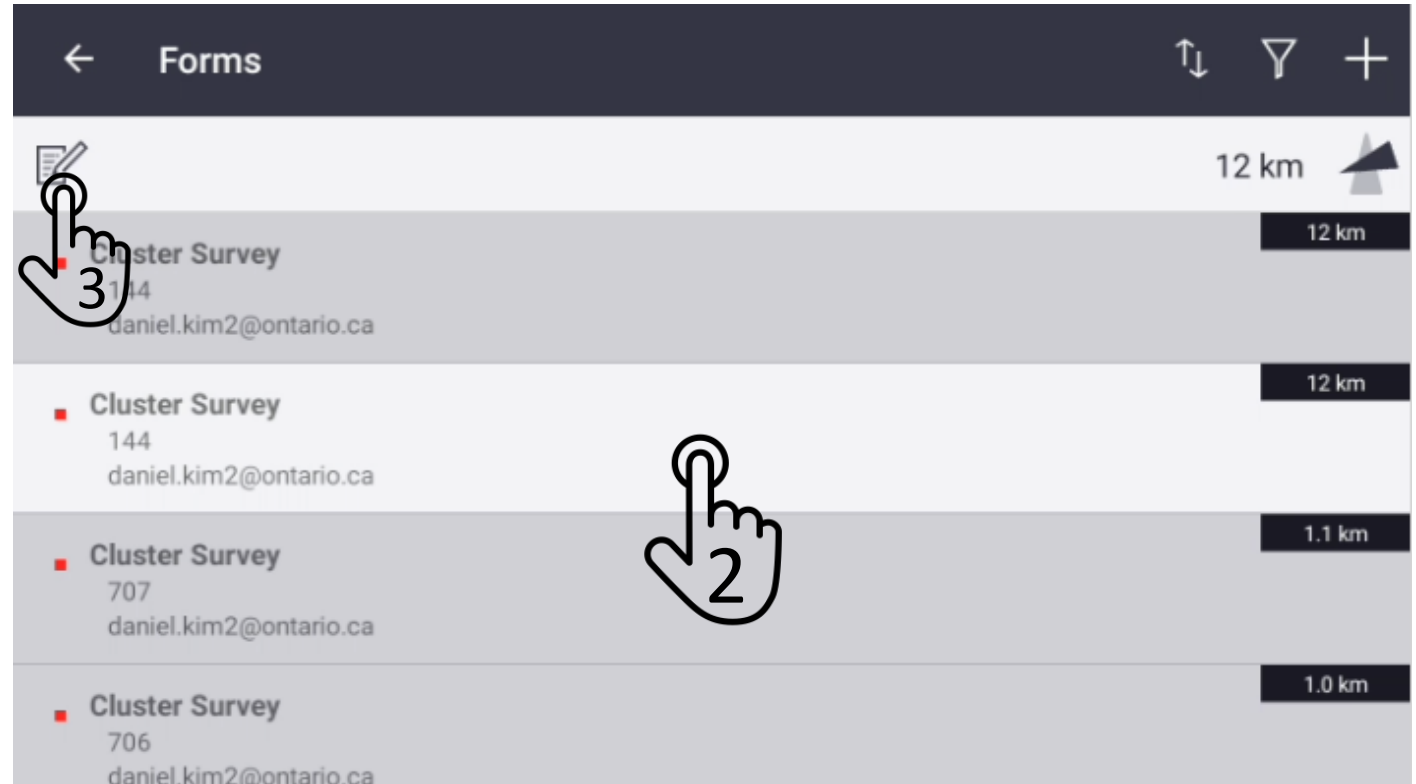 Forms
12 km
12 km
Cluster Survey
3
144
daniel.kim2@ontario.ca
12 km
Cluster Survey
144
daniel.kim2@ontario.ca
2
1.1 km
Cluster Survey
707
daniel.kim2@ontario.ca
1.0 km
Cluster Survey
706
daniel.kim2@ontario.ca